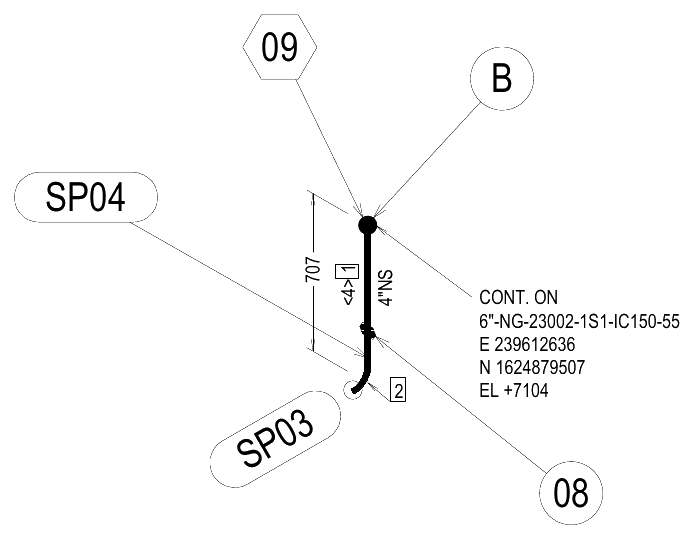 09
B
SP04
707
<4>
1
4"NS
CONT. ON
6"-NG-23002-1S1-IC150-55
E 239612636
N 1624879507
EL +7104
2
SP03
08